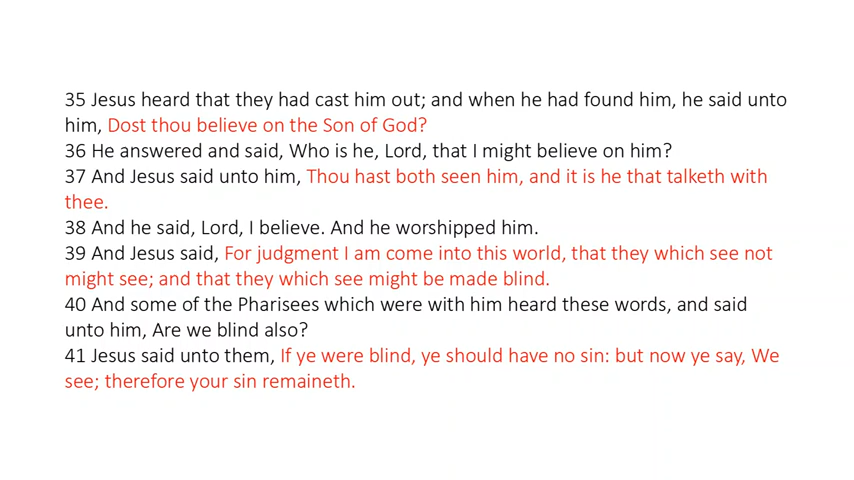 35 Jesus heard that they had cast him out; and when he had found him, he said unto
him, Dost thou believe on the Son of God?
36 He answered and said, Who is he, Lord, that I might believe on him?
37 And Jesus said unto him, Thou hast both seen him, and it is he that talketh with
thee.
38 And he said, Lord, I believe. And he worshipped him.
39 And Jesus said, For judgment I am come into this world, that they which see not
might see; and that they which see might be made blind.
40 And some of the Pharisees which were with him heard these words, and said
unto him, Are we blind also?
41 Jesus said unto them, If ye were blind, ye should have no sin: but now ye say, We
see; therefore your sin remaineth.